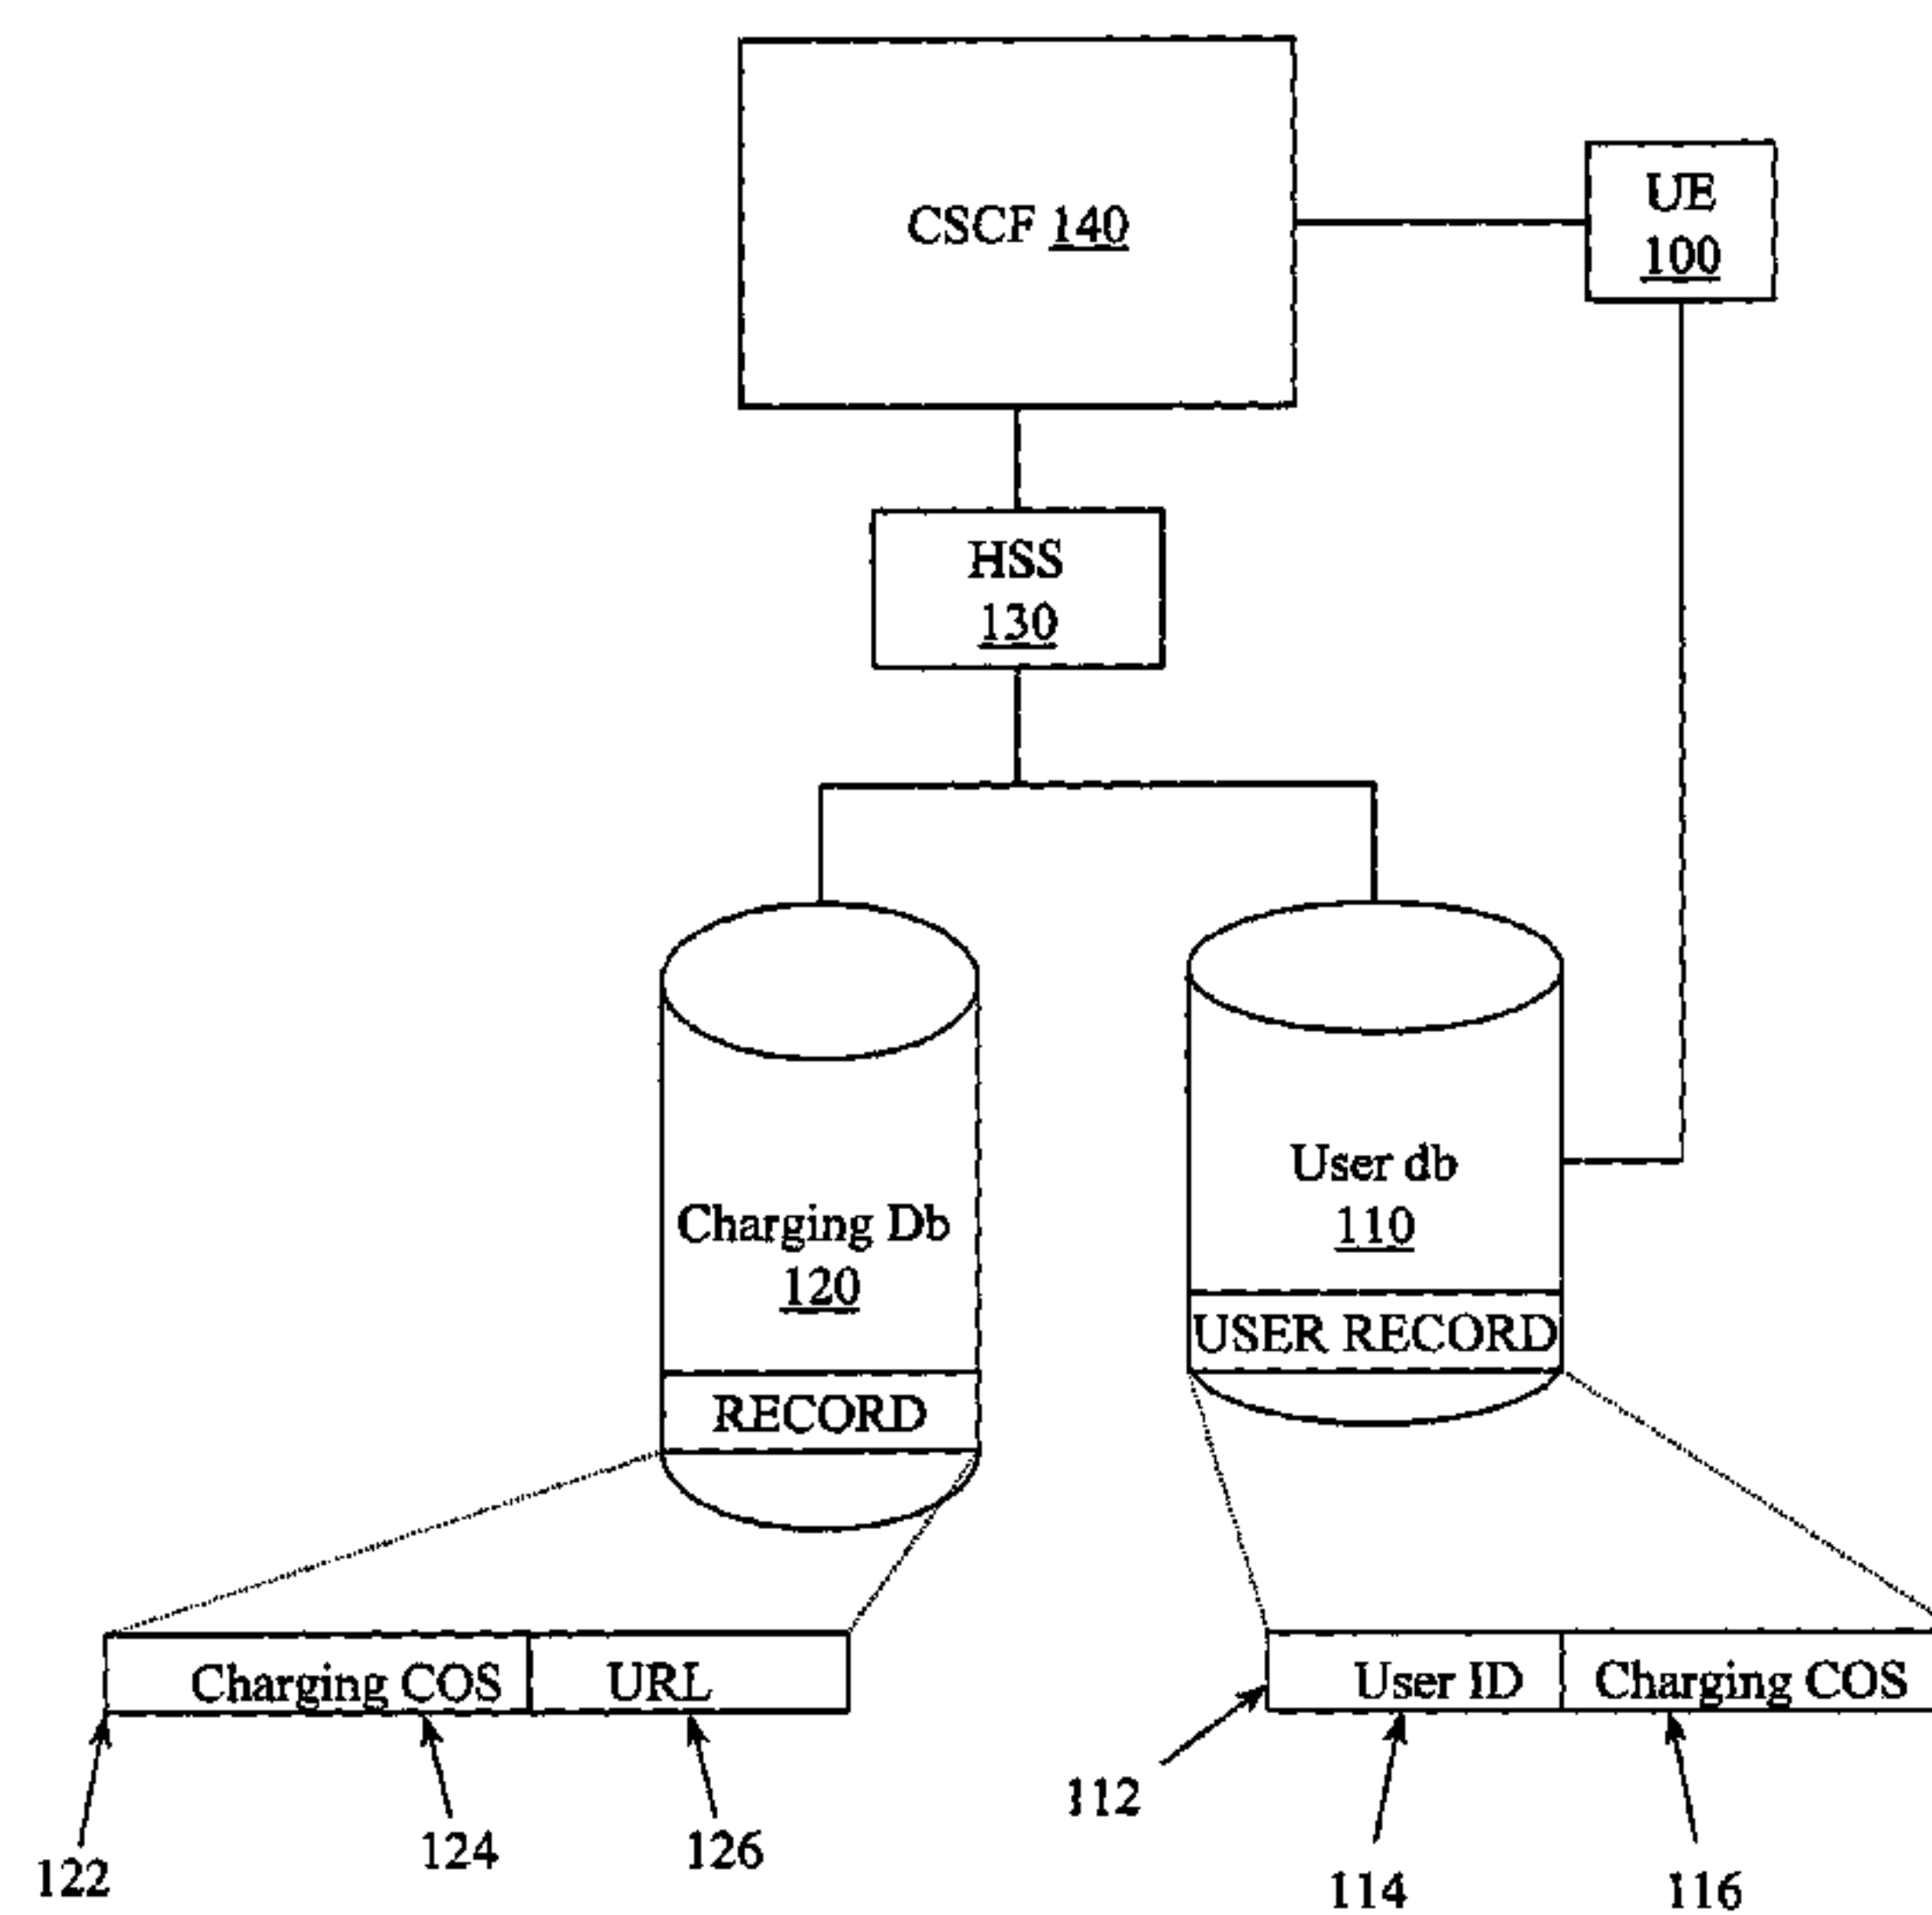 CSCF 140
UE
100
HSS
130
Charging Db
120
RECORD
User db
110
USER RECORD
Charging COS URL
User ID Charging COS
122
124
126
112
114
116